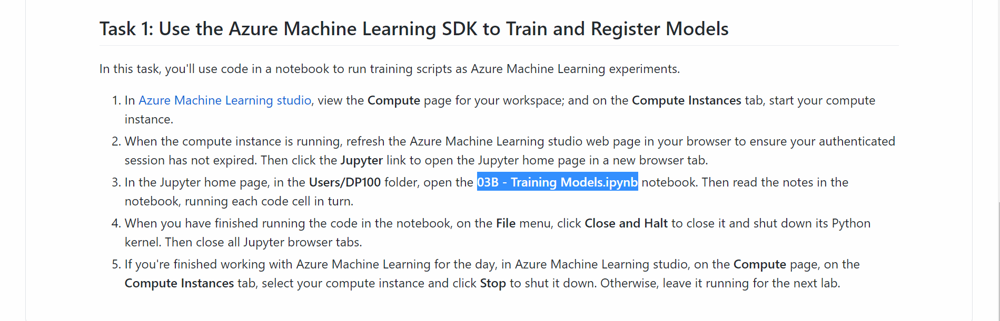 Task 1: Use the Azure Machine Learning SDK to Train and Register Models
In this task, you'll use code in a notebook to run training scripts as Azure Machine Learning experiments.
1. In Azure Machine Learning studio, view the Compute page for your workspace; and on the Compute Instances tab, start your compute
instance.
2. When the compute instance is running, refresh the Azure Machine Learning studio web page in your browser to ensure your authenticated
session has not expired. Then click the Jupyter link to open the Jupyter home page in a new browser tab.
3. In the Jupyter home page, in the Users/DP100 folder, open the 03B - Training Models.ipynb notebook. Then read the notes in the
notebook, running each code cell in turn.
4. When you have finished running the code in the notebook, on the File menu, click Close and Halt to close it and shut down its Python
kernel. Then close all Jupyter browser tabs.
5. If you're finished working with Azure Machine Learning for the day, in Azure Machine Learning studio, on the Compute page, on the
Compute Instances tab, select your compute instance and click Stop to shut it down. Otherwise, leave it running for the next lab.